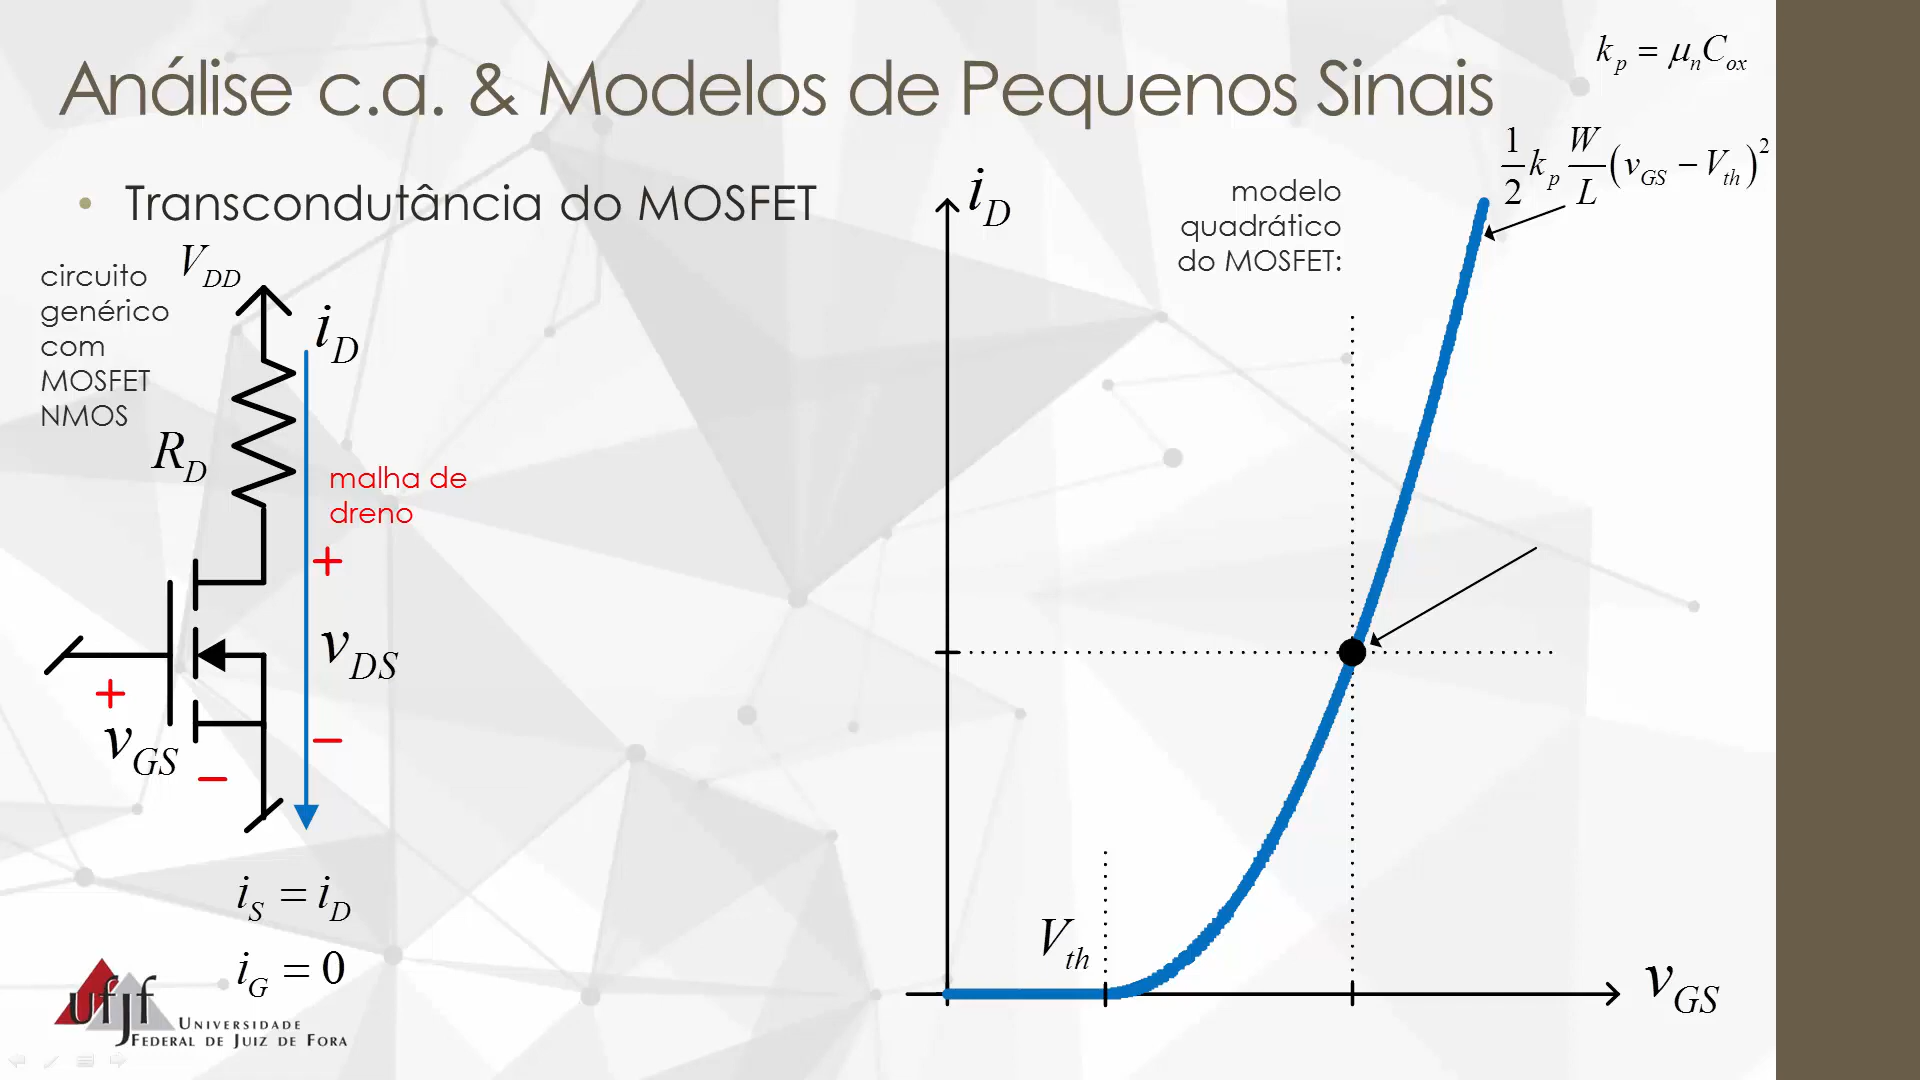 Análise c.a. & Modelos de Pequenos Sinais
k_p = μ_n C_ox
• Transcondutância do MOSFET
circuito
genérico
com
MOSFET
NMOS
V_DD
i_D
R_D
malha de
dreno
+
v_DS
−
+
v_GS
−
i_S = i_D
i_G = 0
i_D
modelo
quadrático
do MOSFET:
1/2 k_p W/L (v_GS − V_th)^2
V_th
v_GS
ufjf
UNIVERSIDADE
FEDERAL DE JUIZ DE FORA